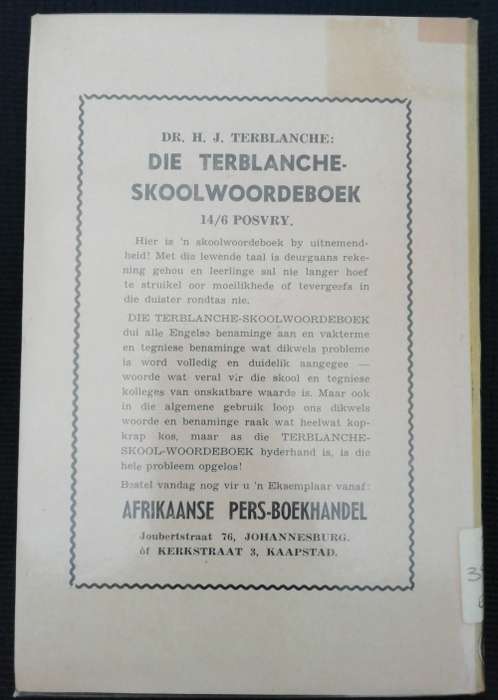 DR. H. J. TERBLANCHE:
DIE TERBLANCHE-
SKOOLWOORDEBOEK
14/6 POSVRY.
Hier is 'n skoolwoordeboek by uitnemend-
heid! Met die lewende taal is deurgaans reke-
ning gehou en leerlinge sal nie langer hoef
te struikel oor moeilikhede of tevergeefs in
die duister rondtas nie.
DIE TERBLANCHE-SKOOLWOORDEBOEK
dui alle Engelse benaminge aan en vakterme
en tegniese benaminge wat dikwels probleme
is word volledig en duidelik aangegee —
woorde wat veral vir die skool en tegniese
kolleges van onskatbare waarde is. Maar ook
in die algemene gebruik loop ons dikwels
woorde en benaminge raak wat heelwat kop-
krap kos, maar as die TERBLANCHE-
SKOOL-WOORDEBOEK byderhand is, is die
hele probleem opgelos!
Bestel vandag nog vir u 'n Eksemplaar vanaf:
AFRIKAANSE PERS-BOEKHANDEL
Joubertstraat 76, JOHANNESBURG.
óf KERKSTRAAT 3, KAAPSTAD.